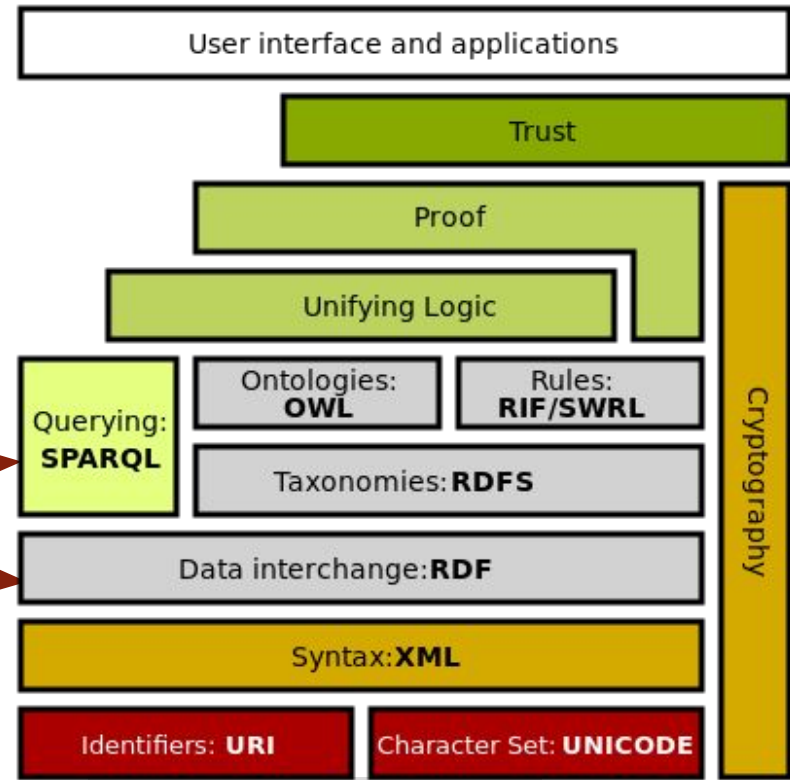 User interface and applications
Trust
Proof
Unifying Logic
Querying:
SPARQL
Ontologies:
OWL
Rules:
RIF/SWRL
Taxonomies:RDFS
Cryptography
Data interchange:RDF
Syntax:XML
Identifiers: URI
Character Set: UNICODE